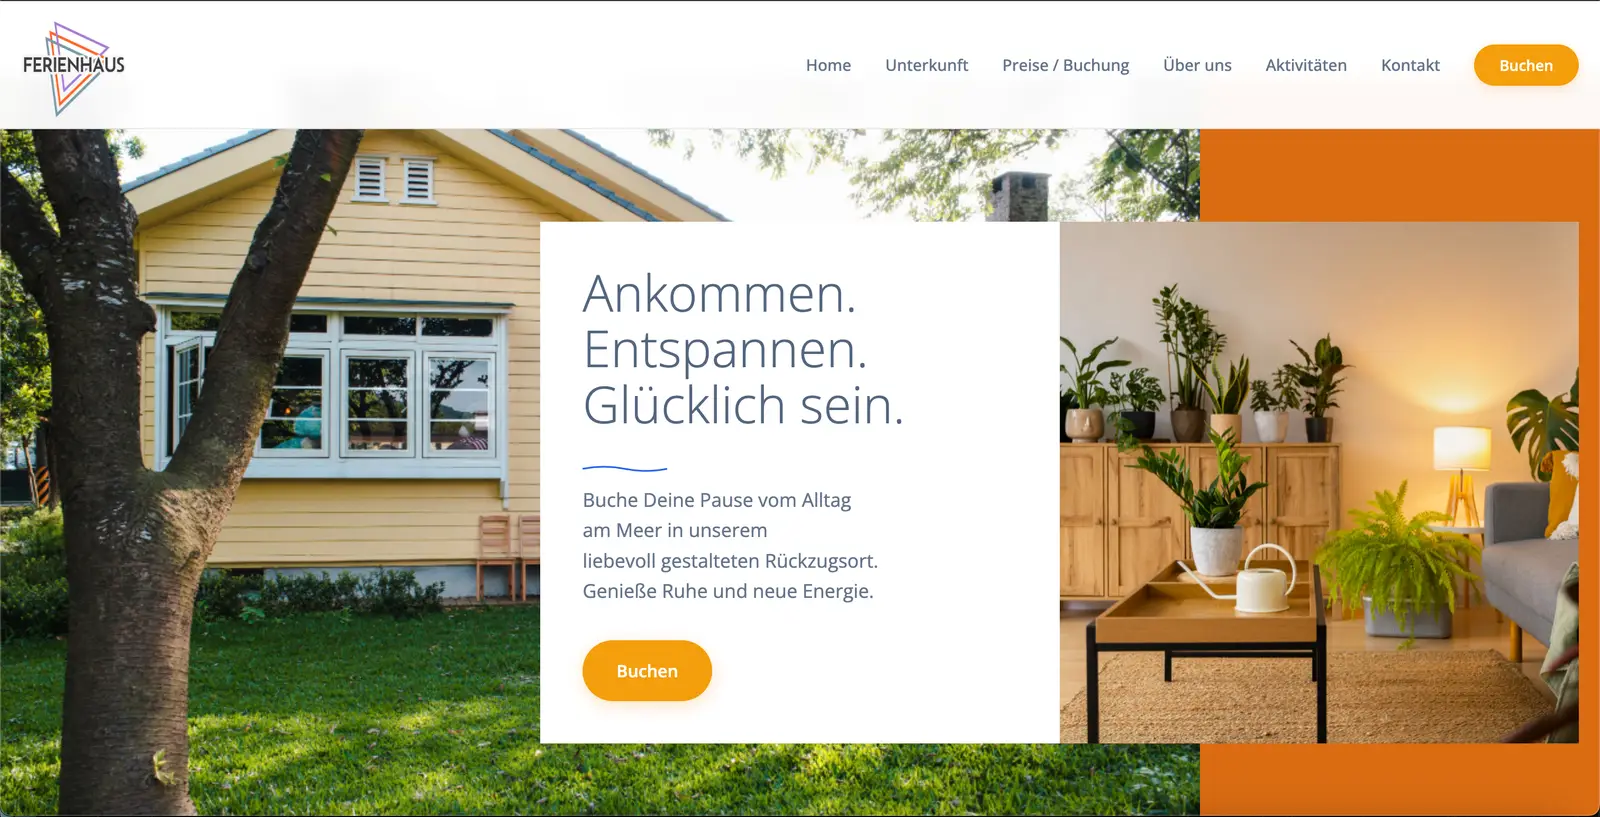 FERIENHAUS
Home
Unterkunft
Preise / Buchung
Über uns
Aktivitäten
Kontakt
Buchen
Ankommen.
Entspannen.
Glücklich sein.
Buche Deine Pause vom Alltag
am Meer in unserem
liebevoll gestalteten Rückzugsort.
Genieße Ruhe und neue Energie.
Buchen